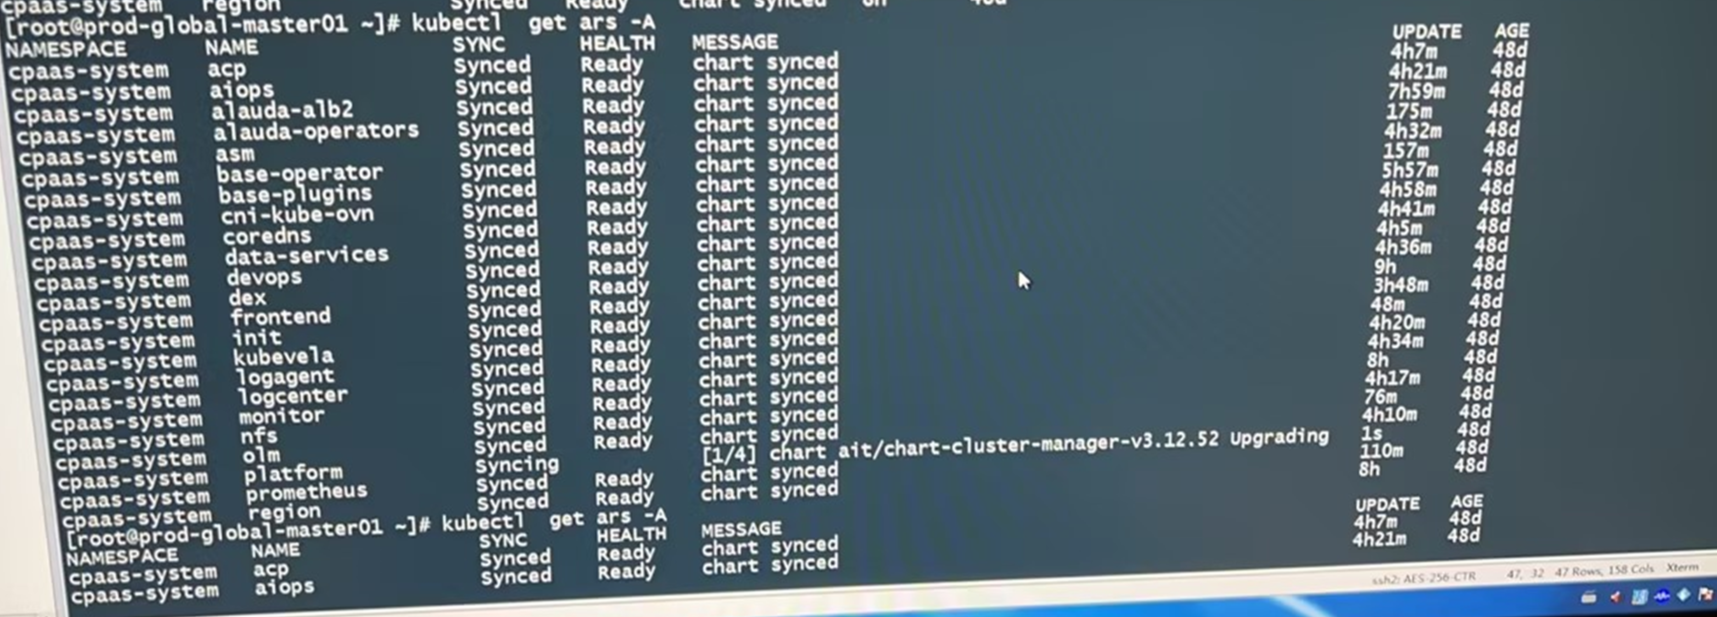 cpaas-system region Synced Ready chart synced 8h 48d
[root@prod-global-master01 ~]# kubectl get ars -A
NAMESPACE NAME SYNC HEALTH MESSAGE UPDATE AGE
cpaas-system acp Synced Ready chart synced 4h7m 48d
cpaas-system aiops Synced Ready chart synced 4h21m 48d
cpaas-system alauda-alb2 Synced Ready chart synced 7h59m 48d
cpaas-system alauda-operators Synced Ready chart synced 175m 48d
cpaas-system asm Synced Ready chart synced 4h32m 48d
cpaas-system base-operator Synced Ready chart synced 157m 48d
cpaas-system base-plugins Synced Ready chart synced 5h57m 48d
cpaas-system cni-kube-ovn Synced Ready chart synced 4h58m 48d
cpaas-system coredns Synced Ready chart synced 4h41m 48d
cpaas-system data-services Synced Ready chart synced 4h5m 48d
cpaas-system devops Synced Ready chart synced 4h36m 48d
cpaas-system dex Synced Ready chart synced 9h 48d
cpaas-system frontend Synced Ready chart synced 3h48m 48d
cpaas-system init Synced Ready chart synced 48m 48d
cpaas-system kubevela Synced Ready chart synced 4h20m 48d
cpaas-system logagent Synced Ready chart synced 4h34m 48d
cpaas-system logcenter Synced Ready chart synced 8h 48d
cpaas-system monitor Synced Ready chart synced 4h17m 48d
cpaas-system nfs Synced Ready chart synced 76m 48d
cpaas-system olm Synced Ready chart synced 4h10m 48d
cpaas-system platform Syncing [1/4] chart ait/chart-cluster-manager-v3.12.52 Upgrading 1s 48d
cpaas-system prometheus Synced Ready chart synced 110m 48d
cpaas-system region Synced Ready chart synced 8h 48d
[root@prod-global-master01 ~]# kubectl get ars -A
NAMESPACE NAME SYNC HEALTH MESSAGE UPDATE AGE
cpaas-system acp Synced Ready chart synced 4h7m 48d
cpaas-system aiops Synced Ready chart synced 4h21m 48d
ssh2: AES-256-CTR 47, 32 47 Rows, 158 Cols Xterm